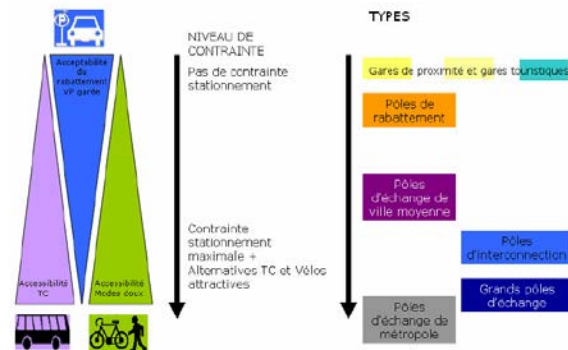 P
Acceptabilité
du
rabattement
VP garée
Accessibilité
TC
Accessibilité
Modes doux
NIVEAU DE
CONTRAINTE
Pas de contrainte
stationnement
Contrainte
stationnement
maximale +
Alternatives TC et Vélos
attractives
TYPES
Gares de proximité et gares touristiques
Pôles de
rabattement
Pôles
d'échange de
ville moyenne
Pôles
d'interconnection
Grands pôles
d'échange
Pôles
d'échange de
métropole